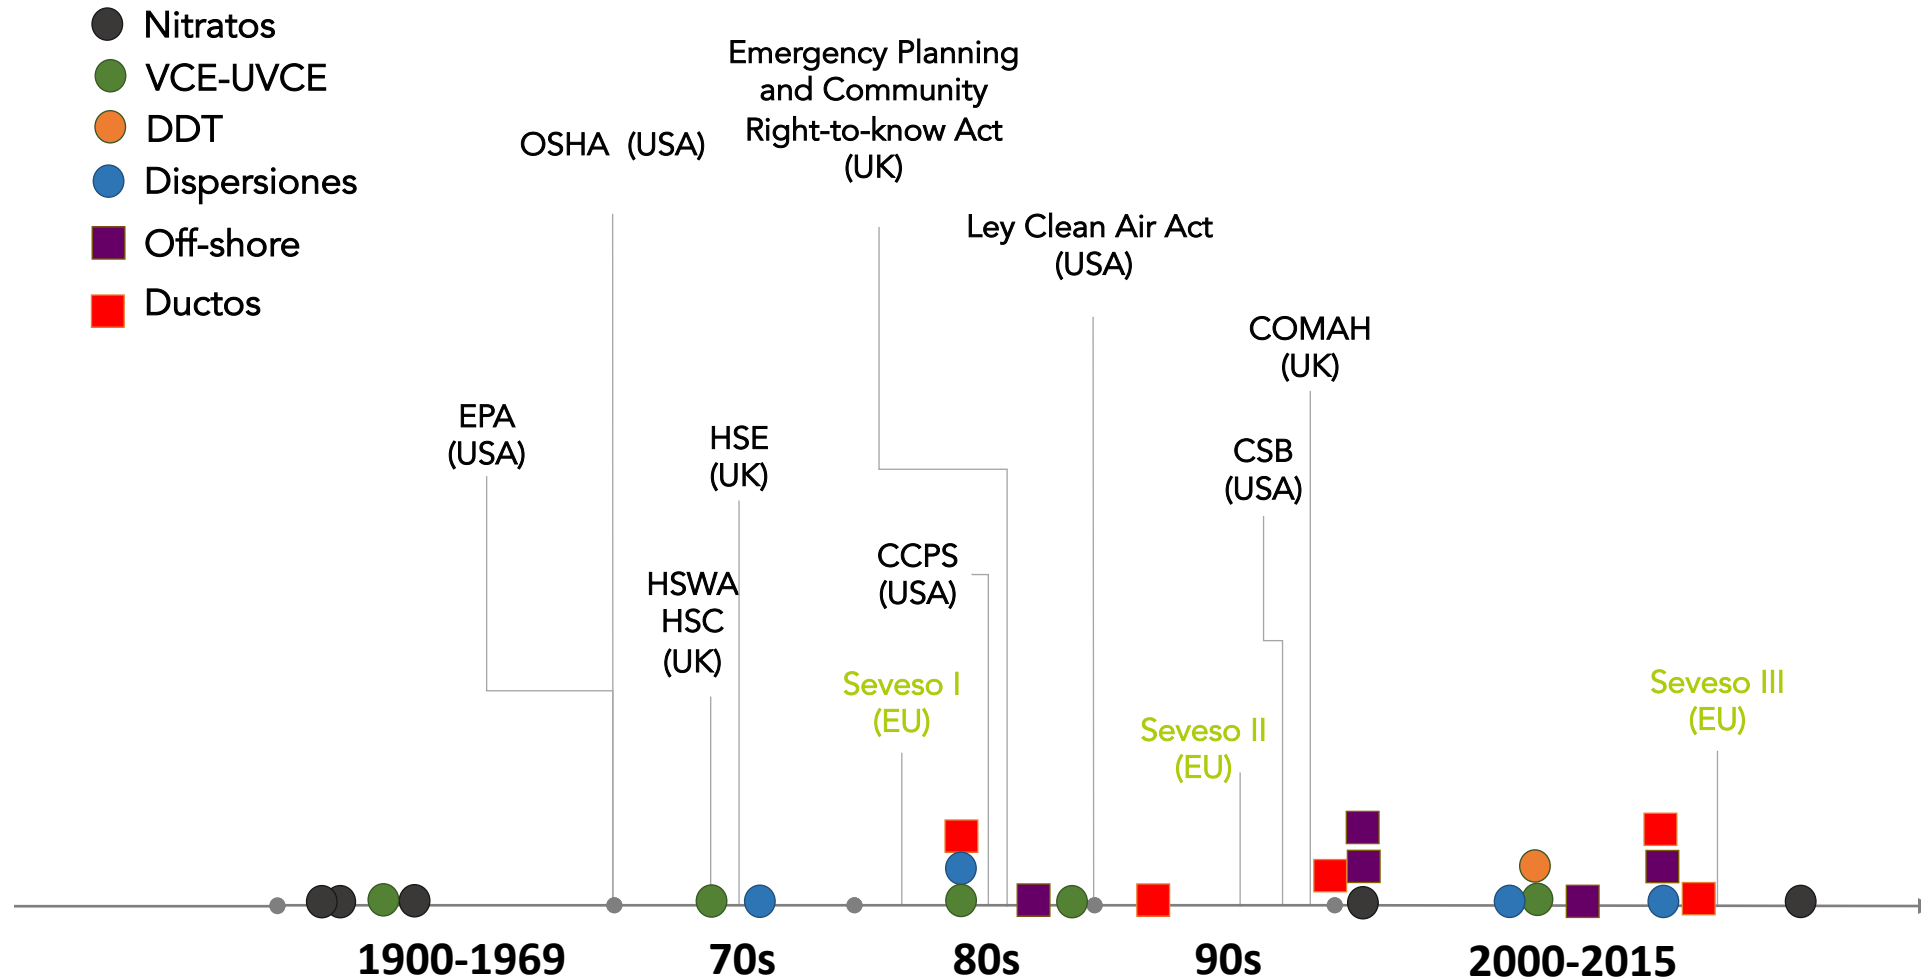 Nitratos
VCE-UVCE
DDT
Dispersiones
Off-shore
Ductos
OSHA (USA)
Emergency Planning
and Community
Right-to-know Act
(UK)
Ley Clean Air Act
(USA)
COMAH
(UK)
EPA
(USA)
HSE
(UK)
CSB
(USA)
HSWA
HSC
(UK)
CCPS
(USA)
Seveso I
(EU)
Seveso II
(EU)
Seveso III
(EU)
1900-1969
70s
80s
90s
2000-2015